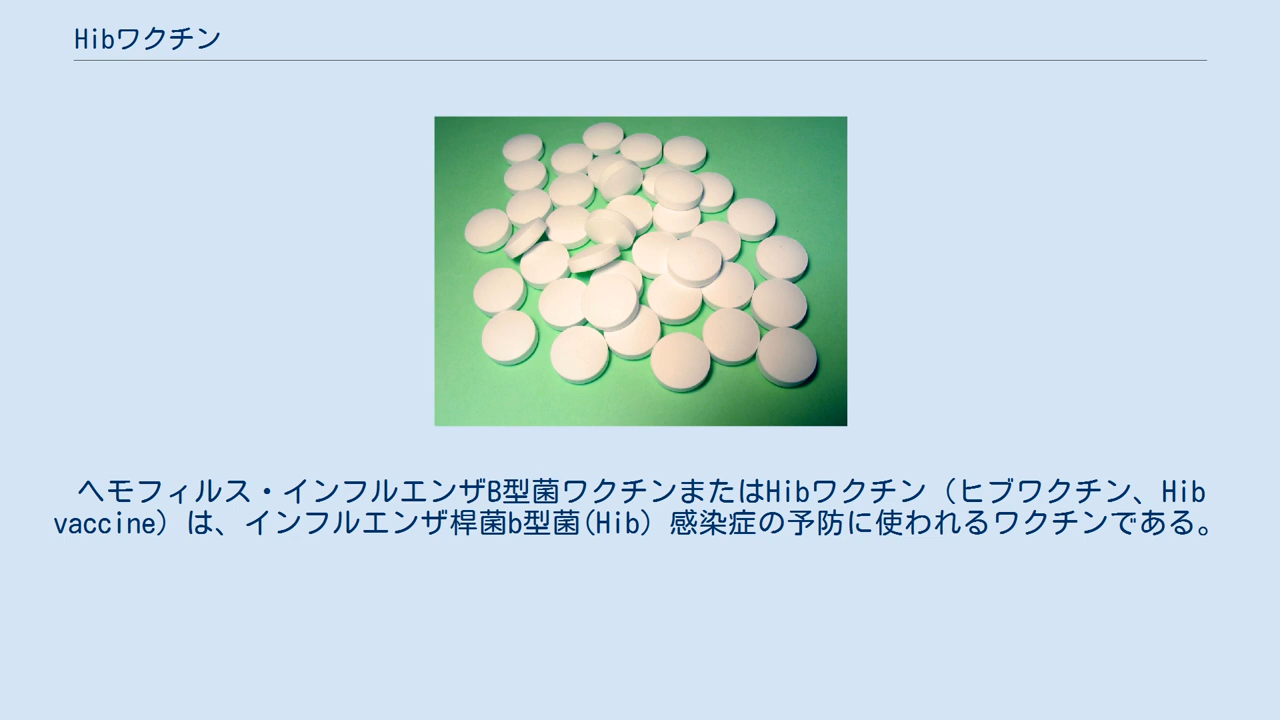 Hibワクチン
ヘモフィルス・インフルエンザB型菌ワクチンまたはHibワクチン（ヒブワクチン、Hib
vaccine）は、インフルエンザ桿菌b型菌(Hib）感染症の予防に使われるワクチンである。